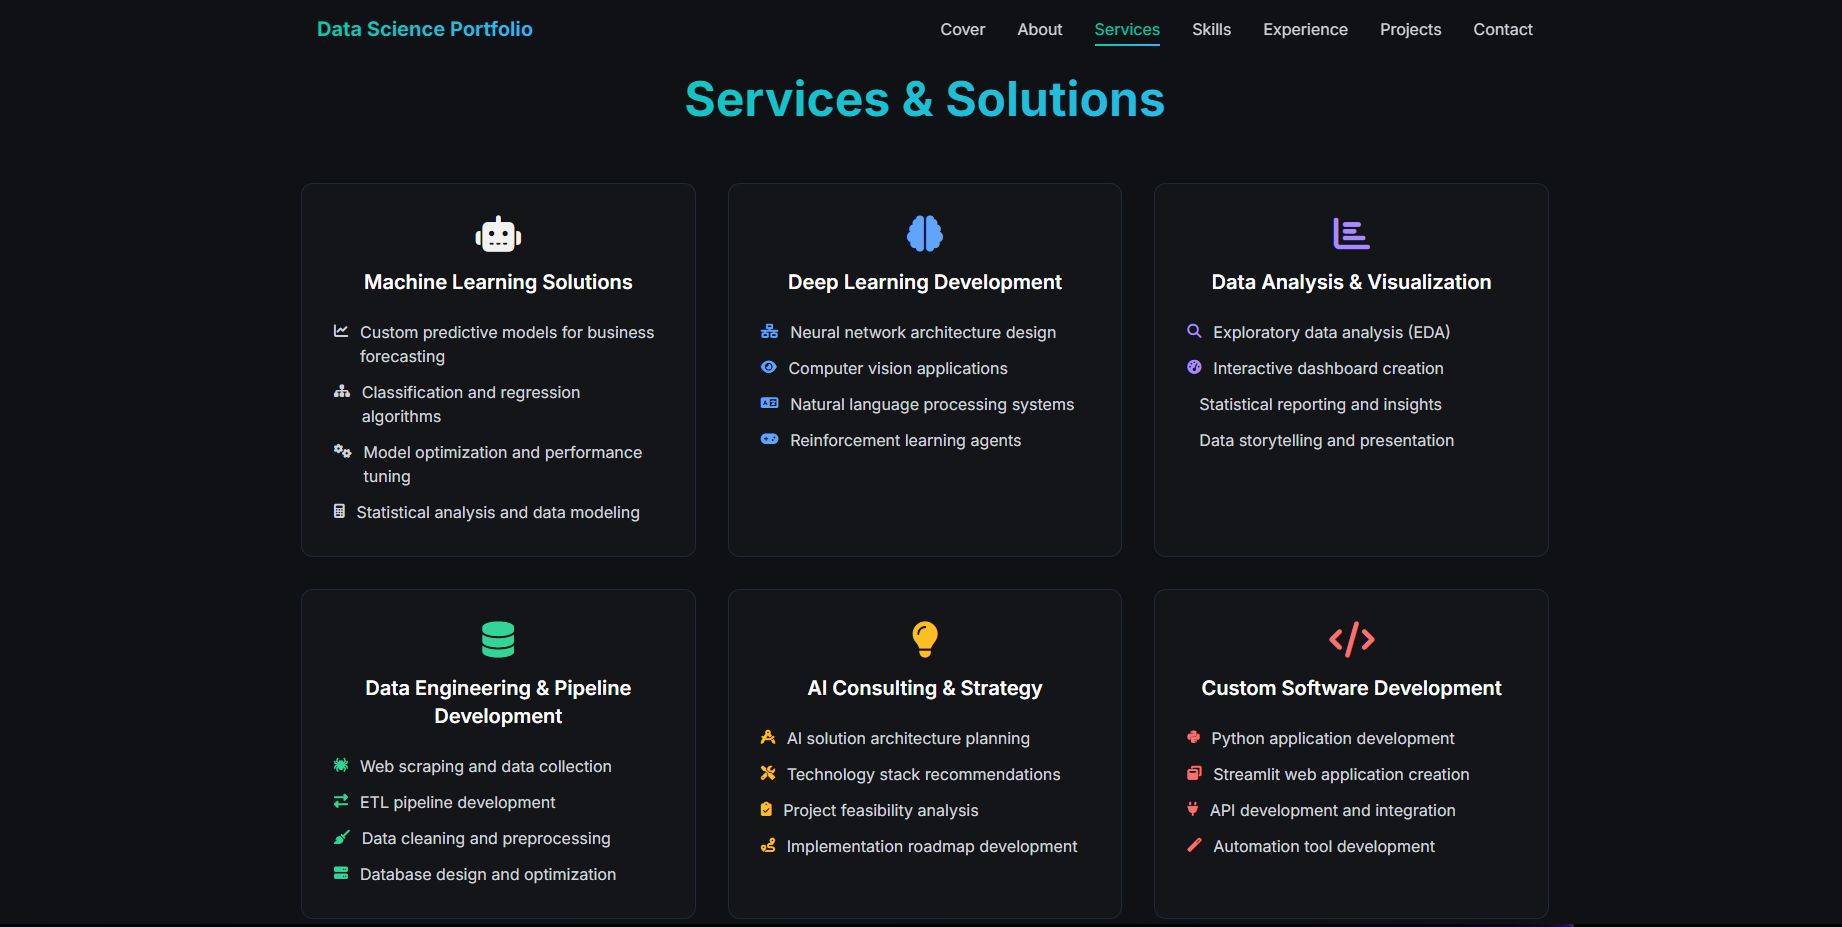 Data Science Portfolio
Cover About Services Skills Experience Projects Contact
Services & Solutions
Machine Learning Solutions
Custom predictive models for business
forecasting
Classification and regression
algorithms
Model optimization and performance
tuning
Statistical analysis and data modeling
Deep Learning Development
Neural network architecture design
Computer vision applications
Natural language processing systems
Reinforcement learning agents
Data Analysis & Visualization
Exploratory data analysis (EDA)
Interactive dashboard creation
Statistical reporting and insights
Data storytelling and presentation
Data Engineering & Pipeline
Development
Web scraping and data collection
ETL pipeline development
Data cleaning and preprocessing
Database design and optimization
AI Consulting & Strategy
AI solution architecture planning
Technology stack recommendations
Project feasibility analysis
Implementation roadmap development
Custom Software Development
Python application development
Streamlit web application creation
API development and integration
Automation tool development